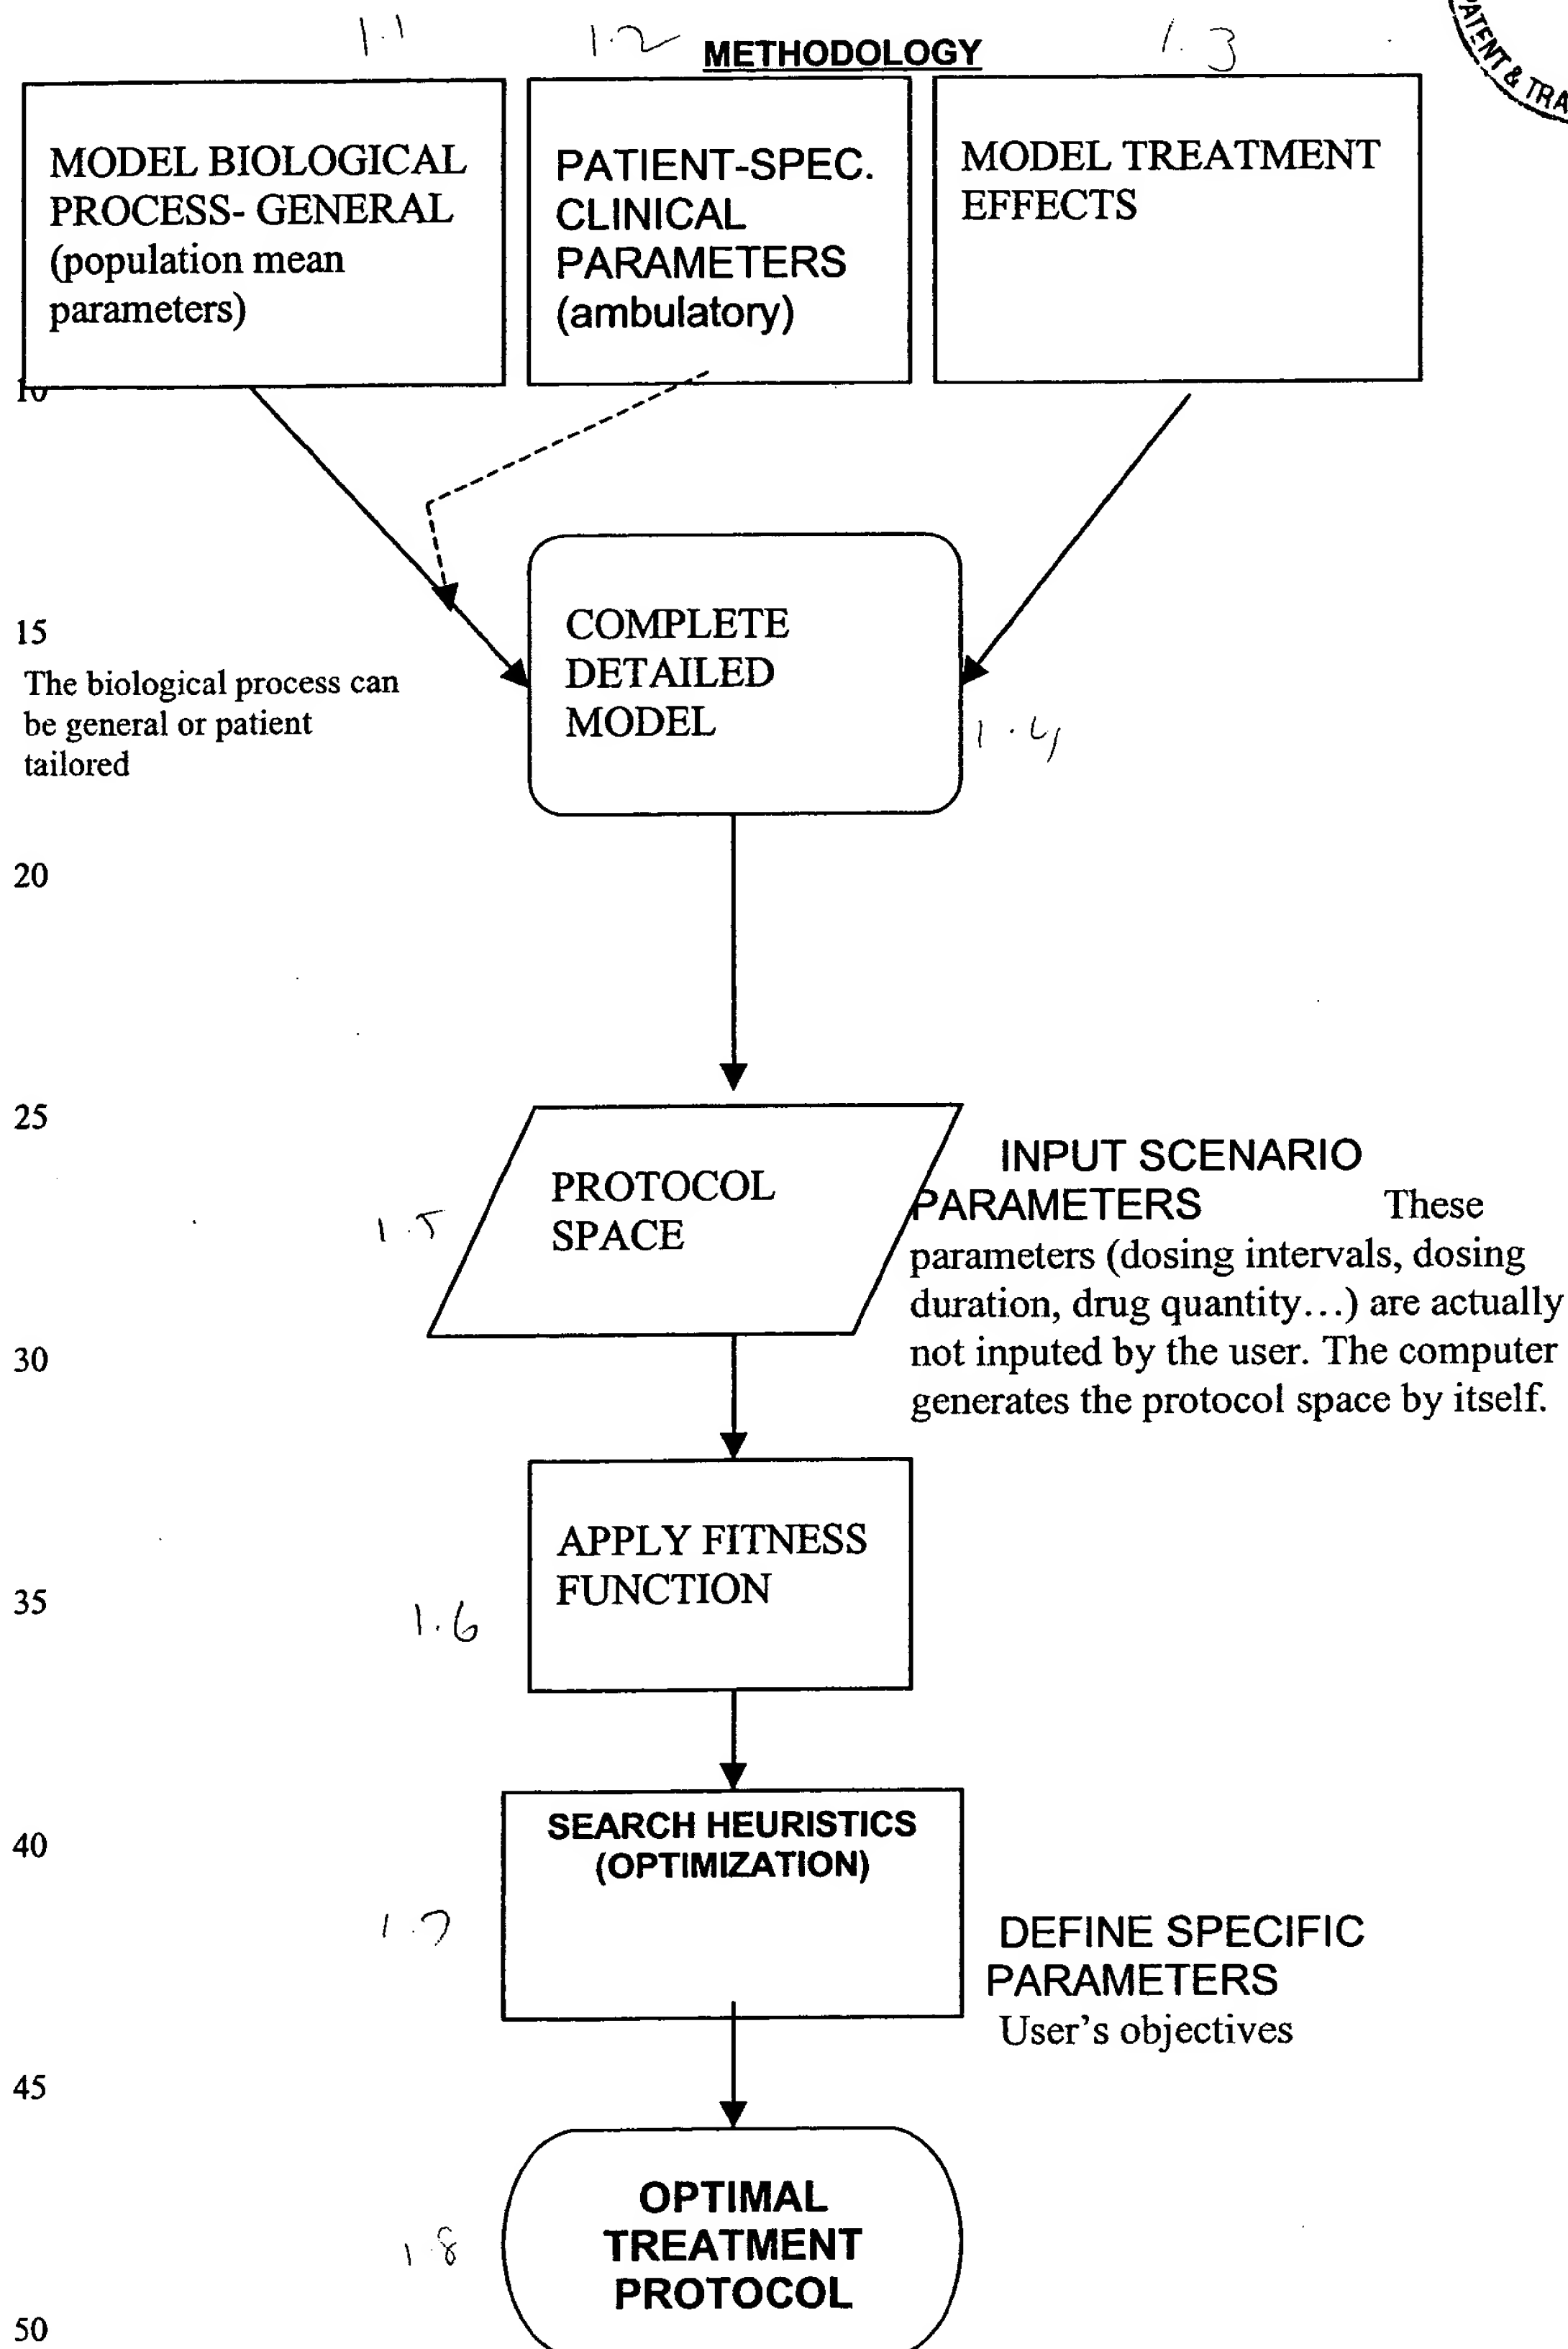 1.1
1.2
METHODOLOGY
1.3
PATENT & TRA
MODEL BIOLOGICAL
PROCESS- GENERAL
(population mean
parameters)
PATIENT-SPEC.
CLINICAL
PARAMETERS
(ambulatory)
MODEL TREATMENT
EFFECTS
10
15
The biological process can
be general or patient
tailored
COMPLETE
DETAILED
MODEL
1.4
20
25
PROTOCOL
SPACE
1.5
INPUT SCENARIO
PARAMETERS These
parameters (dosing intervals, dosing
duration, drug quantity…) are actually
not inputed by the user. The computer
generates the protocol space by itself.
30
APPLY FITNESS
FUNCTION
35
1.6
SEARCH HEURISTICS
(OPTIMIZATION)
40
1.7
DEFINE SPECIFIC
PARAMETERS
User's objectives
45
OPTIMAL
TREATMENT
PROTOCOL
1.8
50